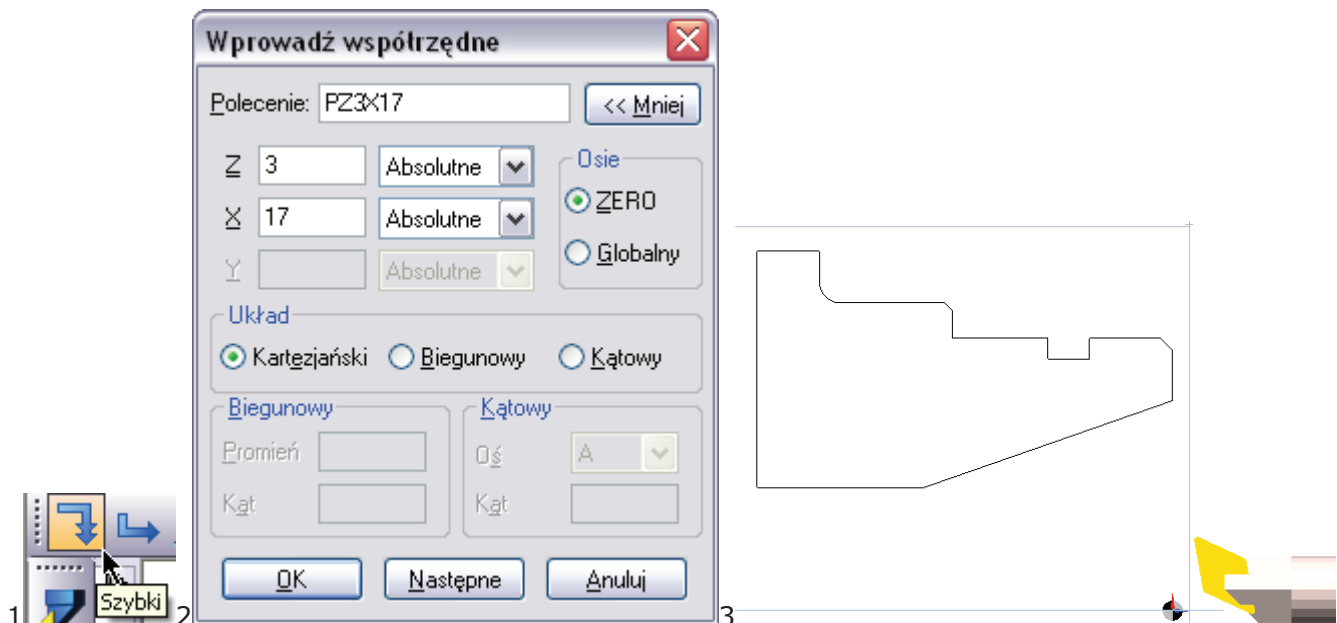 Wprowadź współrzędne
Polecenie: PZ3X17 << Mniej
Z 3 Absolutne
Osie
ZERO
X 17 Absolutne
Globalny
Y Absolutne
Układ
Kartezjański Biegunowy Kątowy
Biegunowy Kątowy
Promień Oś A
Kąt Kąt
OK Następne Anuluj
Szybki
1 2 3